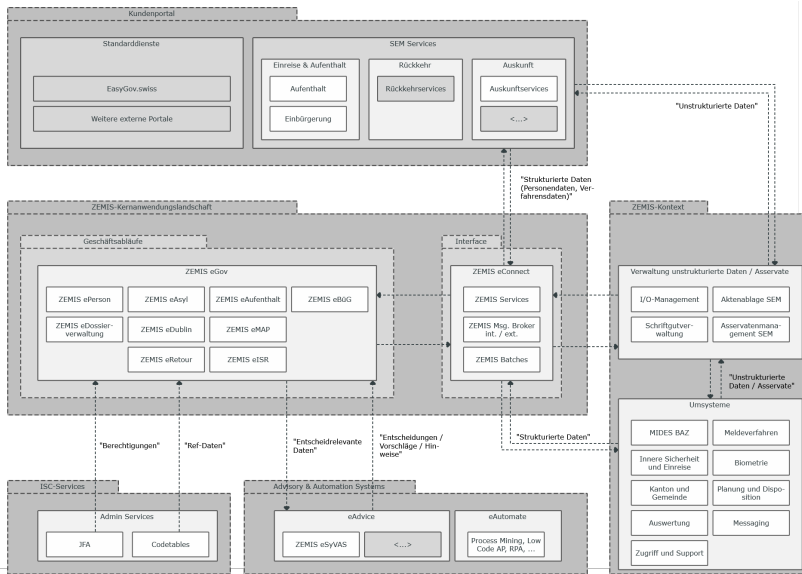 Kundenportal
Standarddienste
EasyGov.swiss
Weitere externe Portale
SEM Services
Einreise & Aufenthalt
Aufenthalt
Einbürgerung
Rückkehr
Rückkehrservices
Auskunft
Auskunftservices
<...>
"Unstrukturierte Daten"
"Strukturierte Daten
(Personendaten, Ver-
fahrensdaten)"
ZEMIS-Kernanwendungslandschaft
Geschäftsabläufe
ZEMIS eGov
ZEMIS ePerson
ZEMIS eAsyl
ZEMIS eAufenthalt
ZEMIS eBüG
ZEMIS eDossier-
verwaltung
ZEMIS eDublin
ZEMIS eMAP
ZEMIS eRetour
ZEMIS eISR
Interface
ZEMIS eConnect
ZEMIS Services
ZEMIS Msg. Broker
int. / ext.
ZEMIS Batches
ZEMIS-Kontext
Verwaltung unstrukturierte Daten / Asservate
I/O-Management
Aktenablage SEM
Schriftgutver-
waltung
Asservatenmana-
gement SEM
"Unstrukturierte
Daten / Asservate"
Umsysteme
MIDES BAZ
Meldeverfahren
Innere Sicherheit
und Einreise
Biometrie
Kanton und
Gemeinde
Planung und Dispo-
sition
Auswertung
Messaging
Zugriff und Support
"Berechtigungen"
"Ref-Daten"
"Entscheidrelevante
Daten"
"Entscheidungen /
Vorschläge / Hin-
weise"
"Strukturierte Daten"
ISC-Services
Admin Services
JFA
Codetables
Advisory & Automation Systems
eAdvice
ZEMIS eSyVAS
<...>
eAutomate
Process Mining, Low
Code AP, RPA, ...